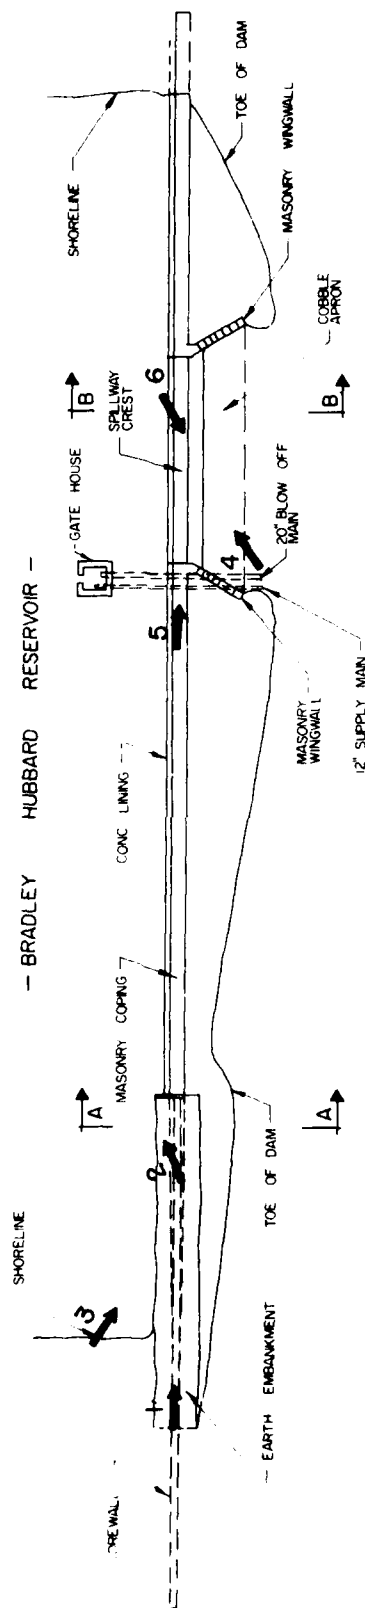 — BRADLEY HUBBARD RESERVOIR —
SHORELINE
3
A
MASONRY COPING
CONC LINING
GATE HOUSE
B
SHORELINE
2
5
6
SPILLWAY
CREST
4
TOE OF DAM
MASONRY WINGWALL
EARTH EMBANKMENT
TOE OF DAM
A
MASONRY
WINGWALL
12" SUPPLY MAIN
20" BLOW OFF
MAIN
B
COBBLE
APRON